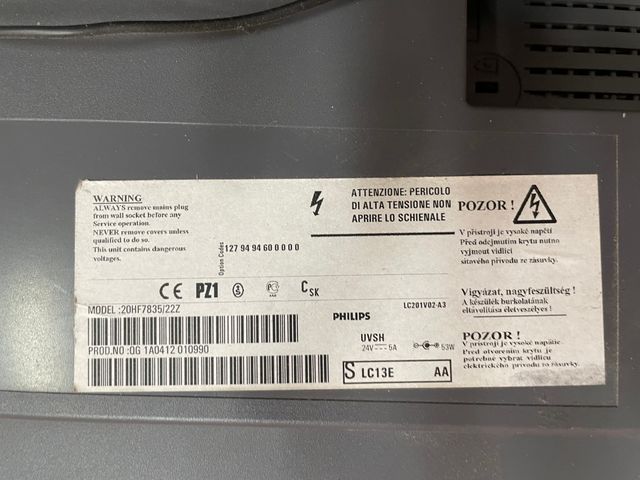 WARNING
ALWAYS remove mains plug
from wall socket before any
Service operation.
NEVER remove covers unless
qualified to do so.
This unit contains dangerous
voltages.
Option Codes
127 94 94 60 0 0 0 0
ATTENZIONE: PERICOLO
DI ALTA TENSIONE NON
APRIRE LO SCHIENALE
POZOR !
V přístroji je vysoké napětí
Před odejmutím krytu nutno
vyjmout vidlici
síťového přívodu ze zásuvky.
Vigyázat, nagyfeszültség !
A készülék burkolatának
eltávolítása életveszélyes !
POZOR !
V prístroji je vysoké napätie.
Pred otvorením krytu je
potrebné vybrať vidlicu
elektrického prívodu zo zásuvky.
CE PZ1
CSK
LC201V02-A3
MODEL :20HF7835/22Z
PHILIPS
UVSH
24V 5A
53W
PROD.NO :0G 1A0412 010990
S LC13E AA